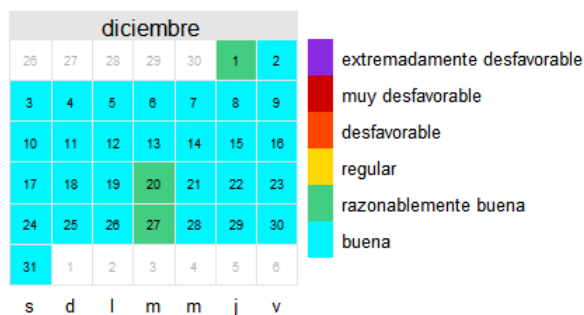 diciembre
26 27 28 29 30 1 2
3 4 5 6 7 8 9
10 11 12 13 14 15 16
17 18 19 20 21 22 23
24 25 26 27 28 29 30
31 1 2 3 4 5 6
s d l m m j v
extremadamente desfavorable
muy desfavorable
desfavorable
regular
razonablemente buena
buena